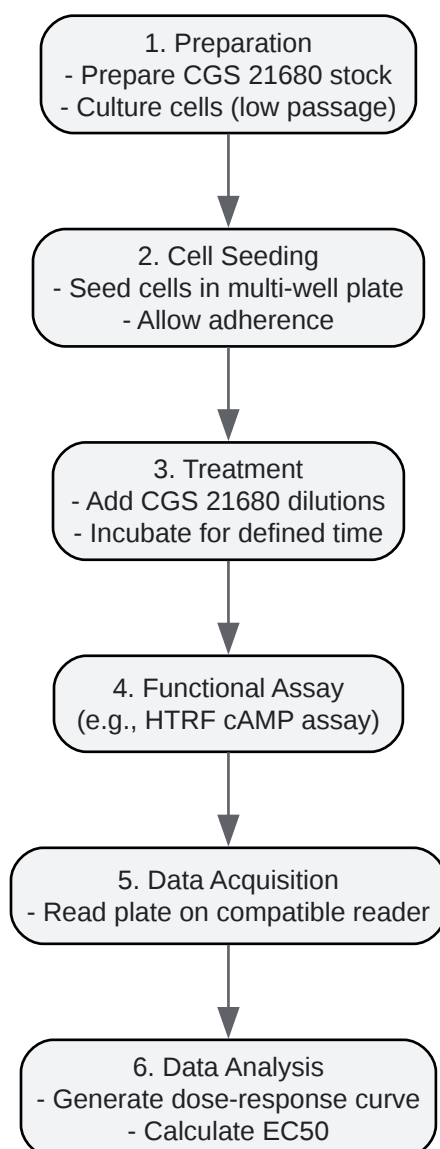 1. Preparation
- Prepare CGS 21680 stock
- Culture cells (low passage)
2. Cell Seeding
- Seed cells in multi-well plate
- Allow adherence
3. Treatment
- Add CGS 21680 dilutions
- Incubate for defined time
4. Functional Assay
(e.g., HTRF cAMP assay)
5. Data Acquisition
- Read plate on compatible reader
6. Data Analysis
- Generate dose-response curve
- Calculate EC50